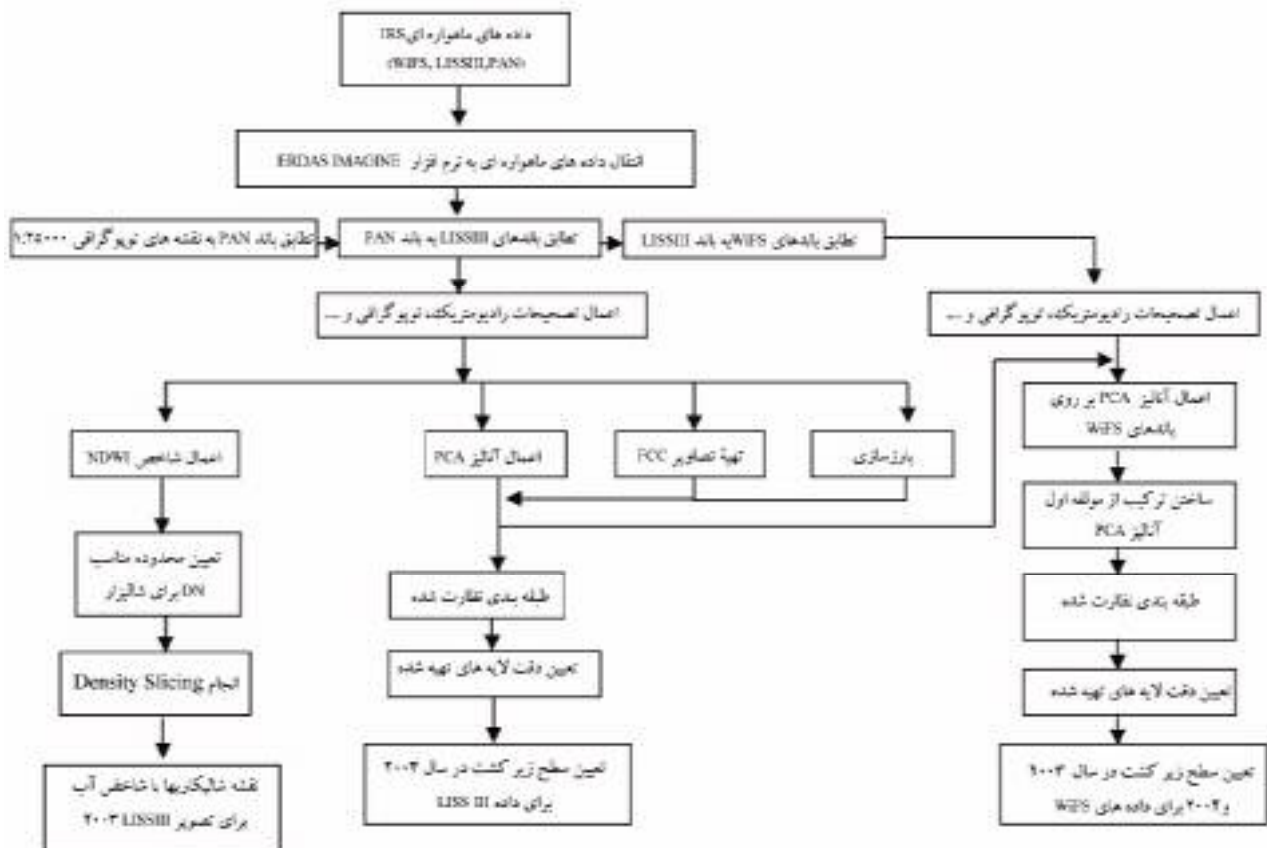 داده های ماهواره ای IRS
(WiFS, LISSIII,PAN)
انتقال داده های ماهواره ای به نرم افزار ERDAS IMAGINE
تطابق باند PAN به نقشه های توپوگرافی ۱:۲۵۰۰۰
تطابق باندهای LISSIII به باند PAN
تطابق باندهای WiFSبه باند LISSIII
اعمال تصحیحات رادیومتریک، توپوگرافی و ...
اعمال تصحیحات رادیومتریک، توپوگرافی و ...
اعمال شاخص NDWI
اعمال آنالیز PCA
تهیۀ تصاویر FCC
بارزسازی
اعمال آنالیز PCA بر روی
باندهای WiFS
تعیین محدوده مناسب
DN برای شالیزار
ساختن ترکیب از مولفه اول
آنالیز PCA
طبقه بندی نظارت شده
طبقه بندی نظارت شده
انجام Density Slicing
تعیین دقت لایه های تهیه شده
تعیین دقت لایه های تهیه شده
نقشه شالیکاریها با شاخص آب
برای تصویر LISSIII ۲۰۰۳
تعیین سطح زیر کشت در سال ۲۰۰۳
برای داده LISS III
تعیین سطح زیر کشت در سال ۲۰۰۳
و۲۰۰۲ برای داده های WiFS